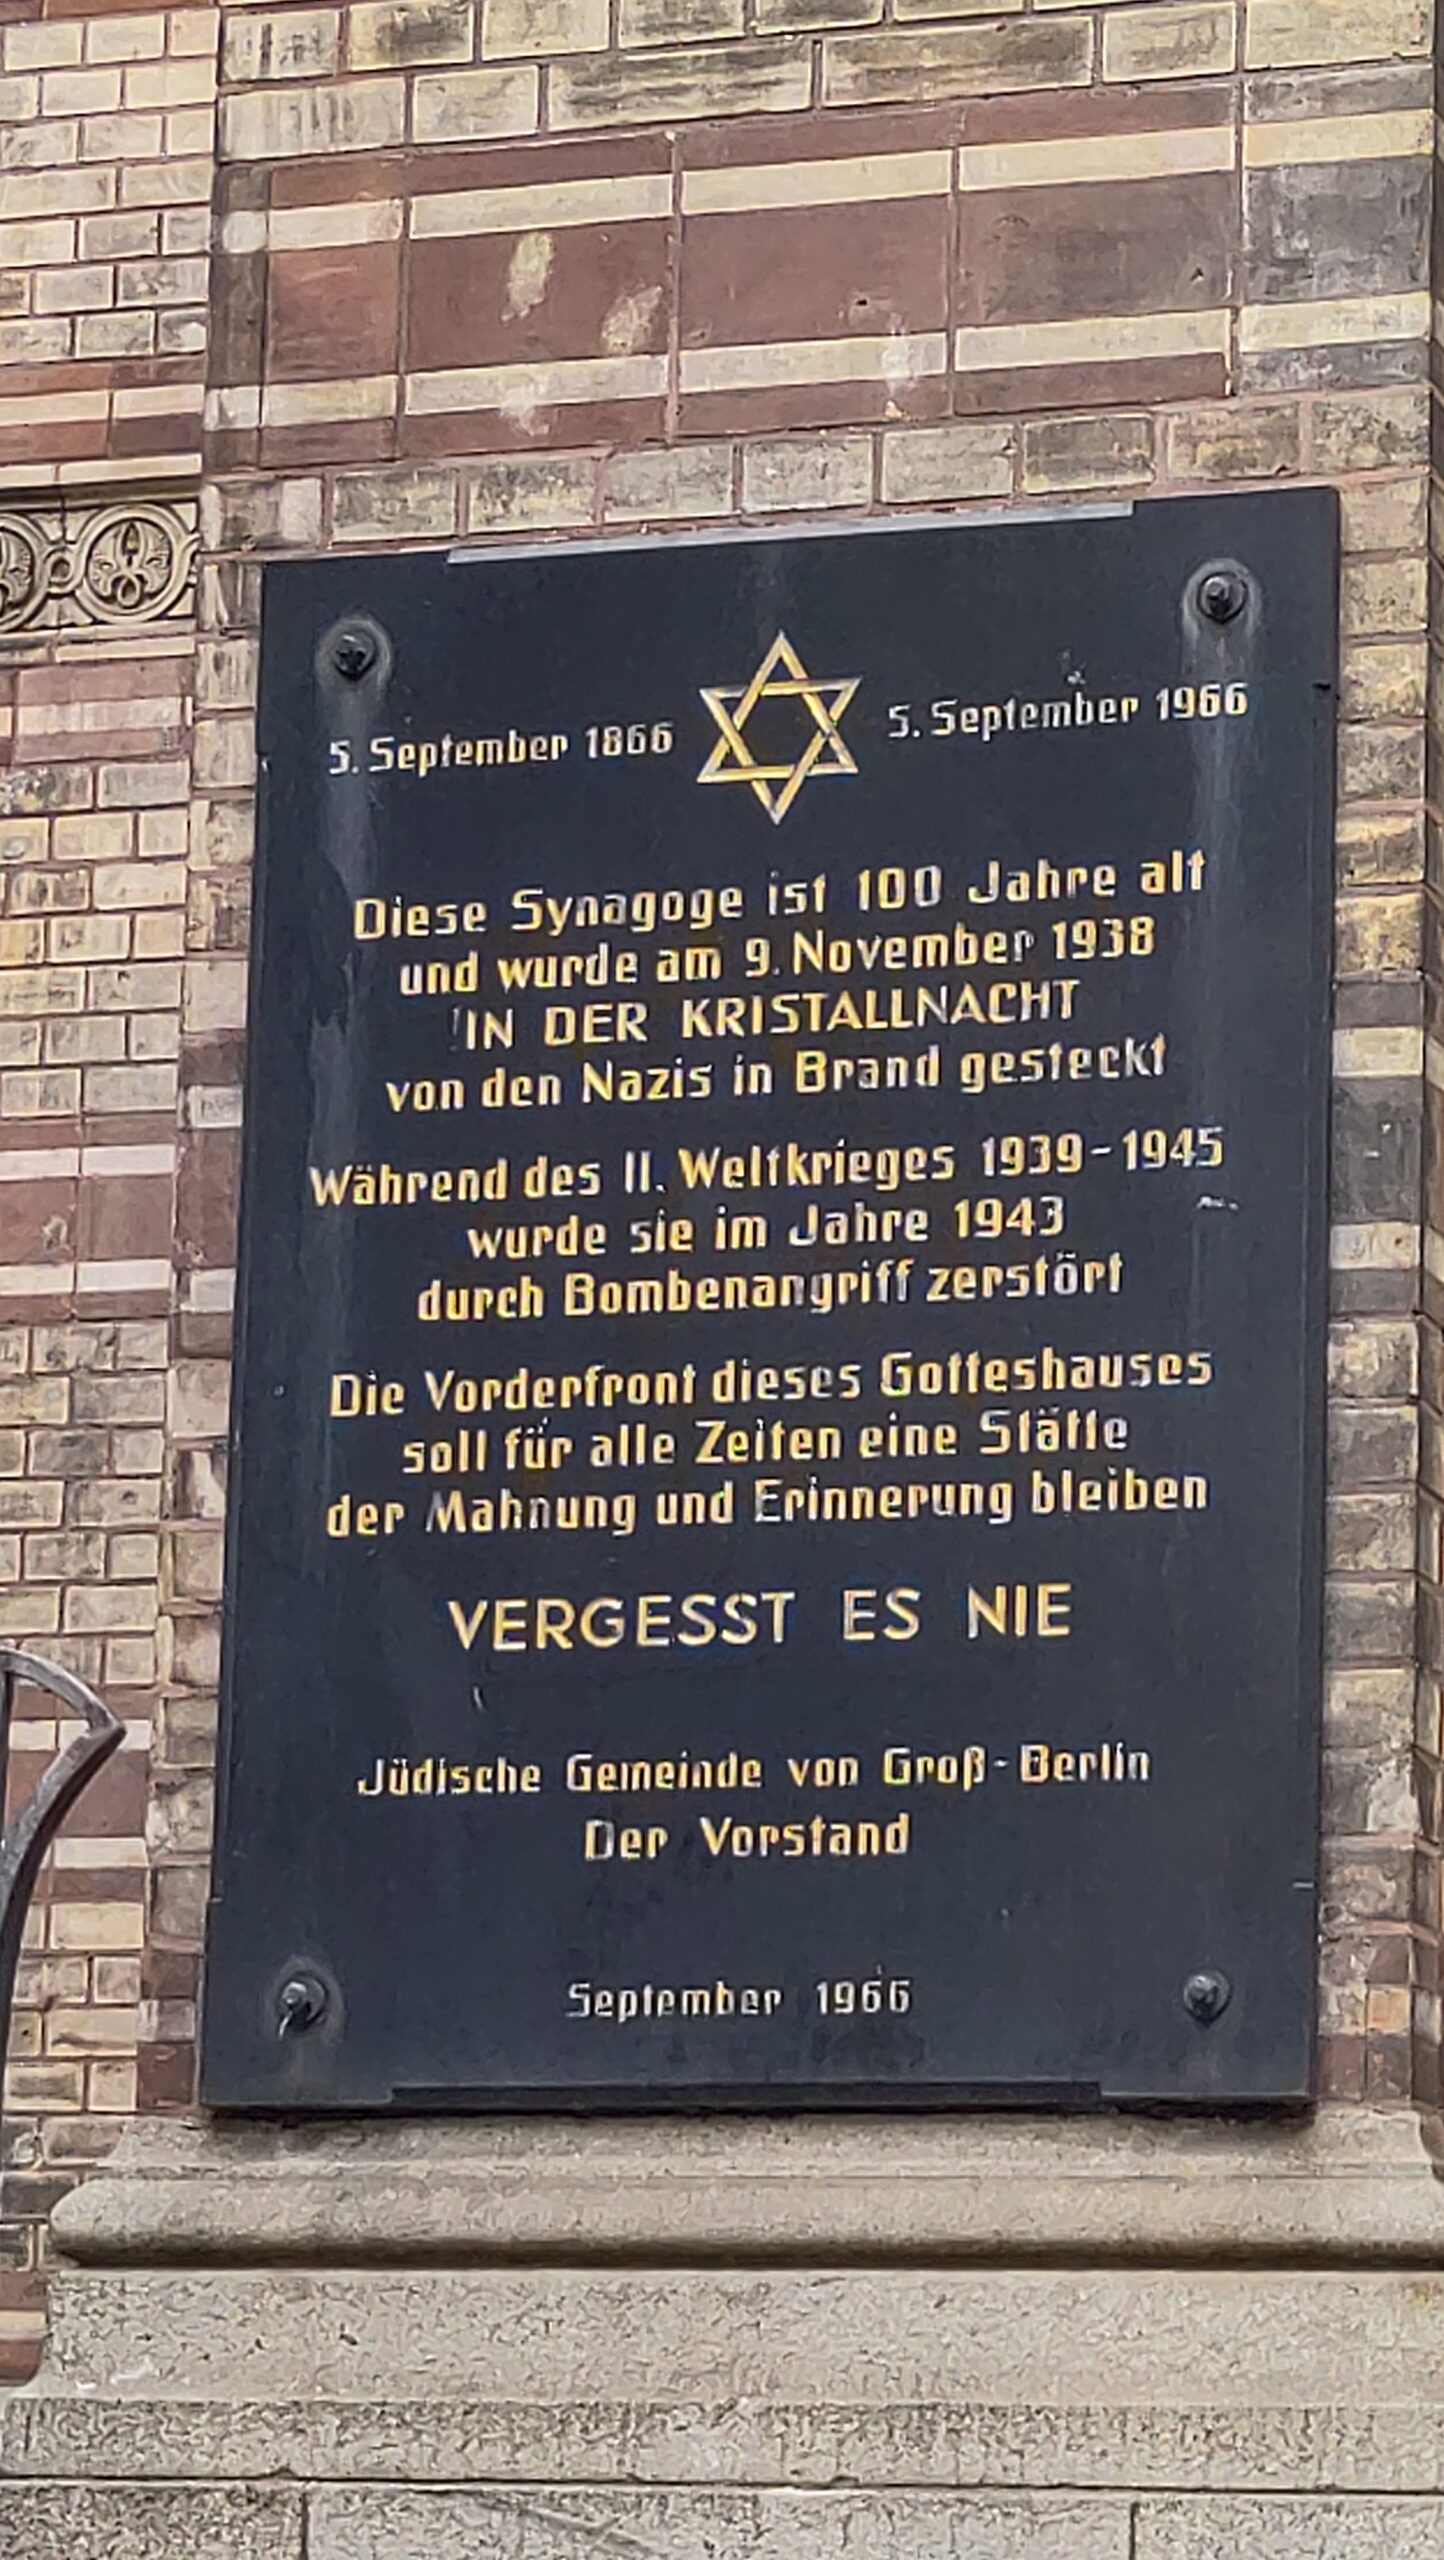 5. September 1866 5. September 1966
Diese Synagoge ist 100 Jahre alt
und wurde am 9. November 1938
IN DER KRISTALLNACHT
von den Nazis in Brand gesteckt
Während des II. Weltkrieges 1939-1945
wurde sie im Jahre 1943
durch Bombenangriff zerstört
Die Vorderfront dieses Gotteshauses
soll für alle Zeiten eine Stätte
der Mahnung und Erinnerung bleiben
VERGESST ES NIE
Jüdische Gemeinde von Groß-Berlin
Der Vorstand
September 1966